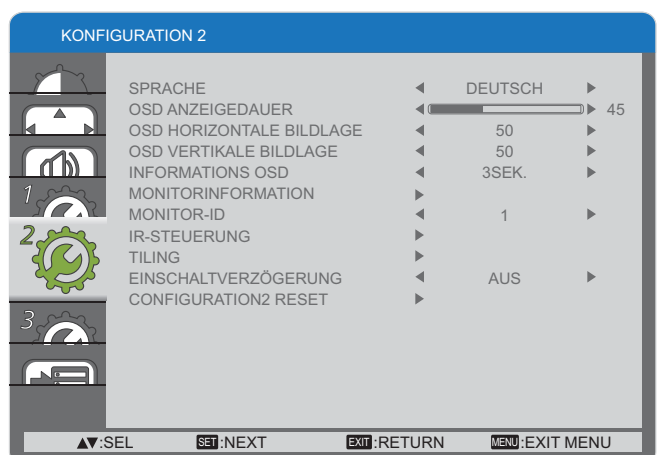 KONFIGURATION 2
SPRACHE DEUTSCH
OSD ANZEIGEDAUER 45
OSD HORIZONTALE BILDLAGE 50
OSD VERTIKALE BILDLAGE 50
INFORMATIONS OSD 3SEK.
MONITORINFORMATION
1
MONITOR-ID 1
2
IR-STEUERUNG
TILING
EINSCHALTVERZÖGERUNG AUS
CONFIGURATION2 RESET
3
▲▼:SEL SET:NEXT EXIT:RETURN MENU:EXIT MENU